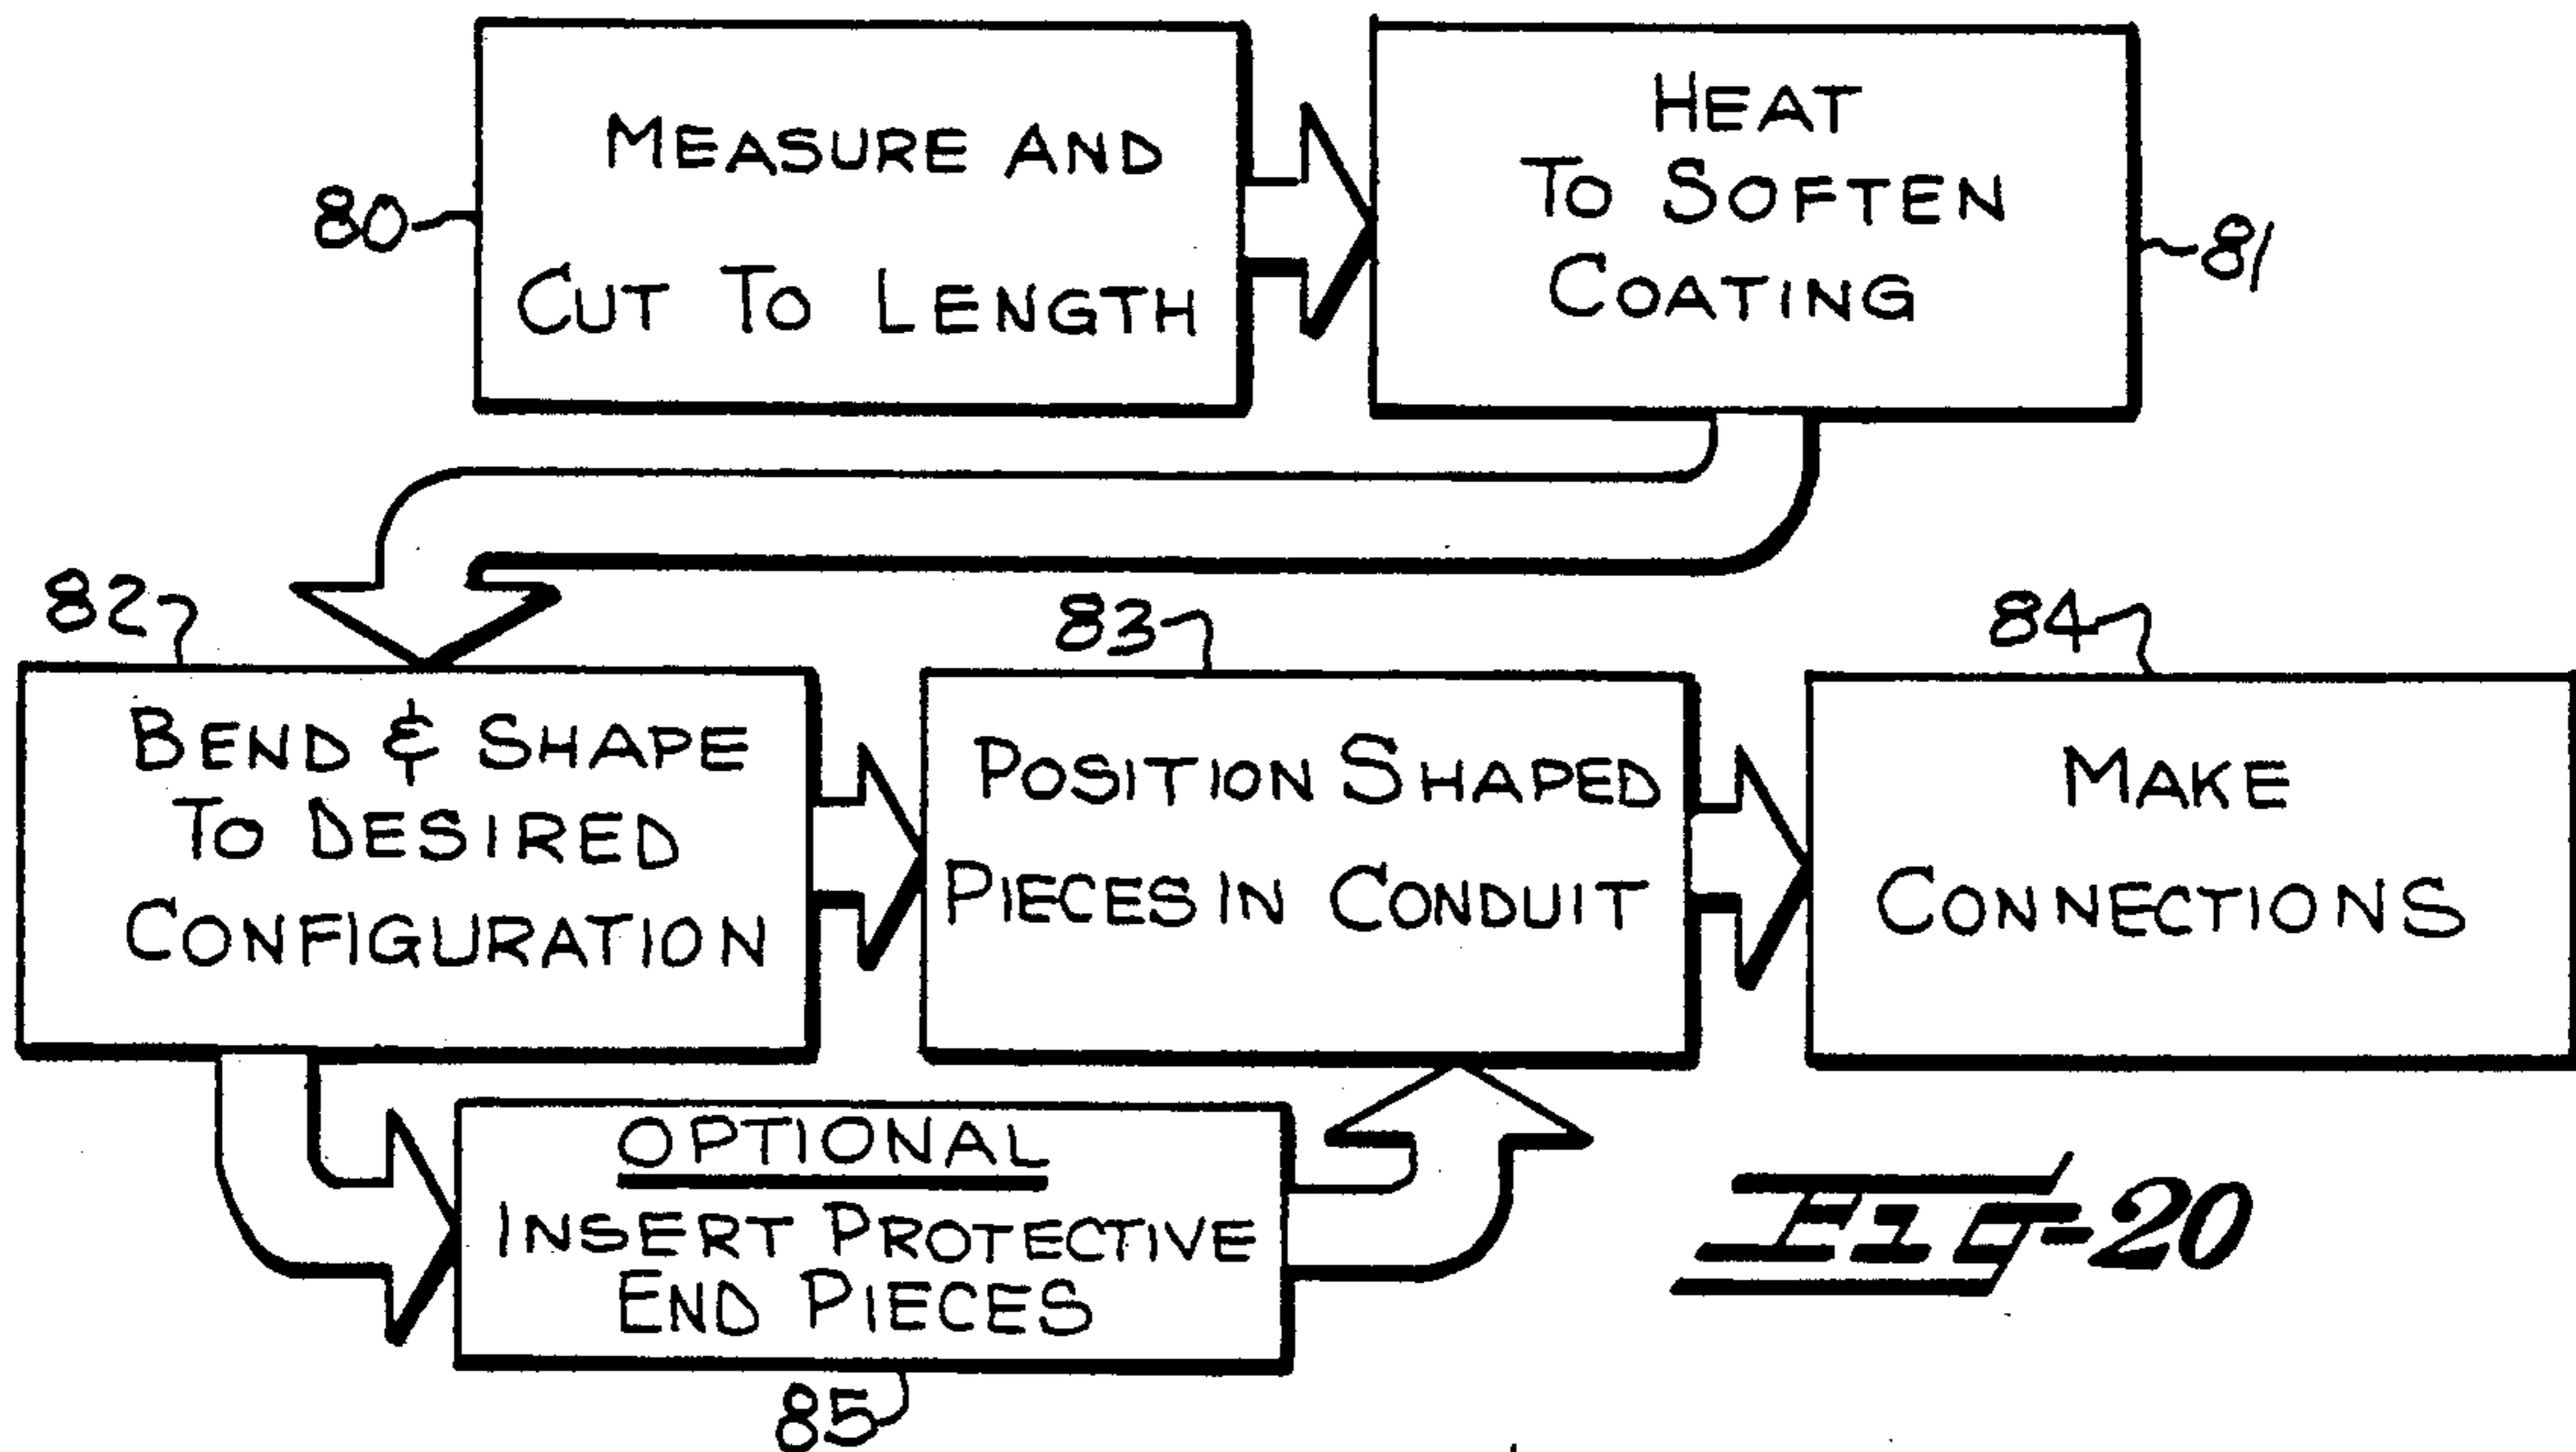 MEASURE AND
CUT TO LENGTH
80
HEAT
TO SOFTEN
COATING
81
82
BEND & SHAPE
TO DESIRED
CONFIGURATION
83
POSITION SHAPED
PIECES IN CONDUIT
84
MAKE
CONNECTIONS
OPTIONAL
INSERT PROTECTIVE
END PIECES
85
FIG-20